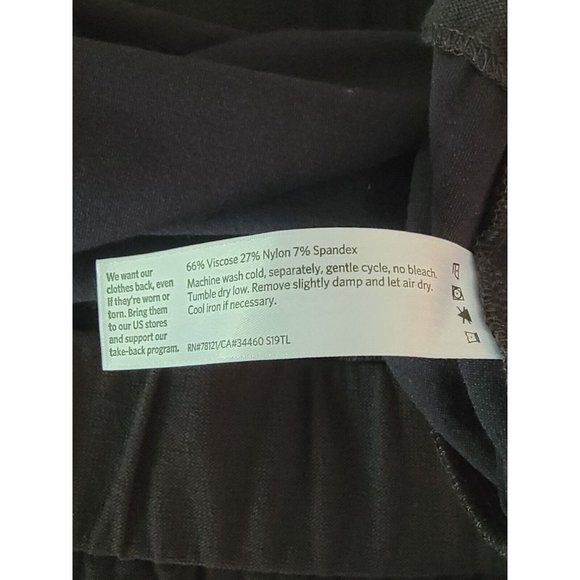 We want our
clothes back, even
if they're worn or
torn. Bring them
to our US stores
and support our
take-back program.
66% Viscose 27% Nylon 7% Spandex
Machine wash cold, separately, gentle cycle, no bleach.
Tumble dry low. Remove slightly damp and let air dry.
Cool iron if necessary.
RN#78121/CA#34460 S19TL